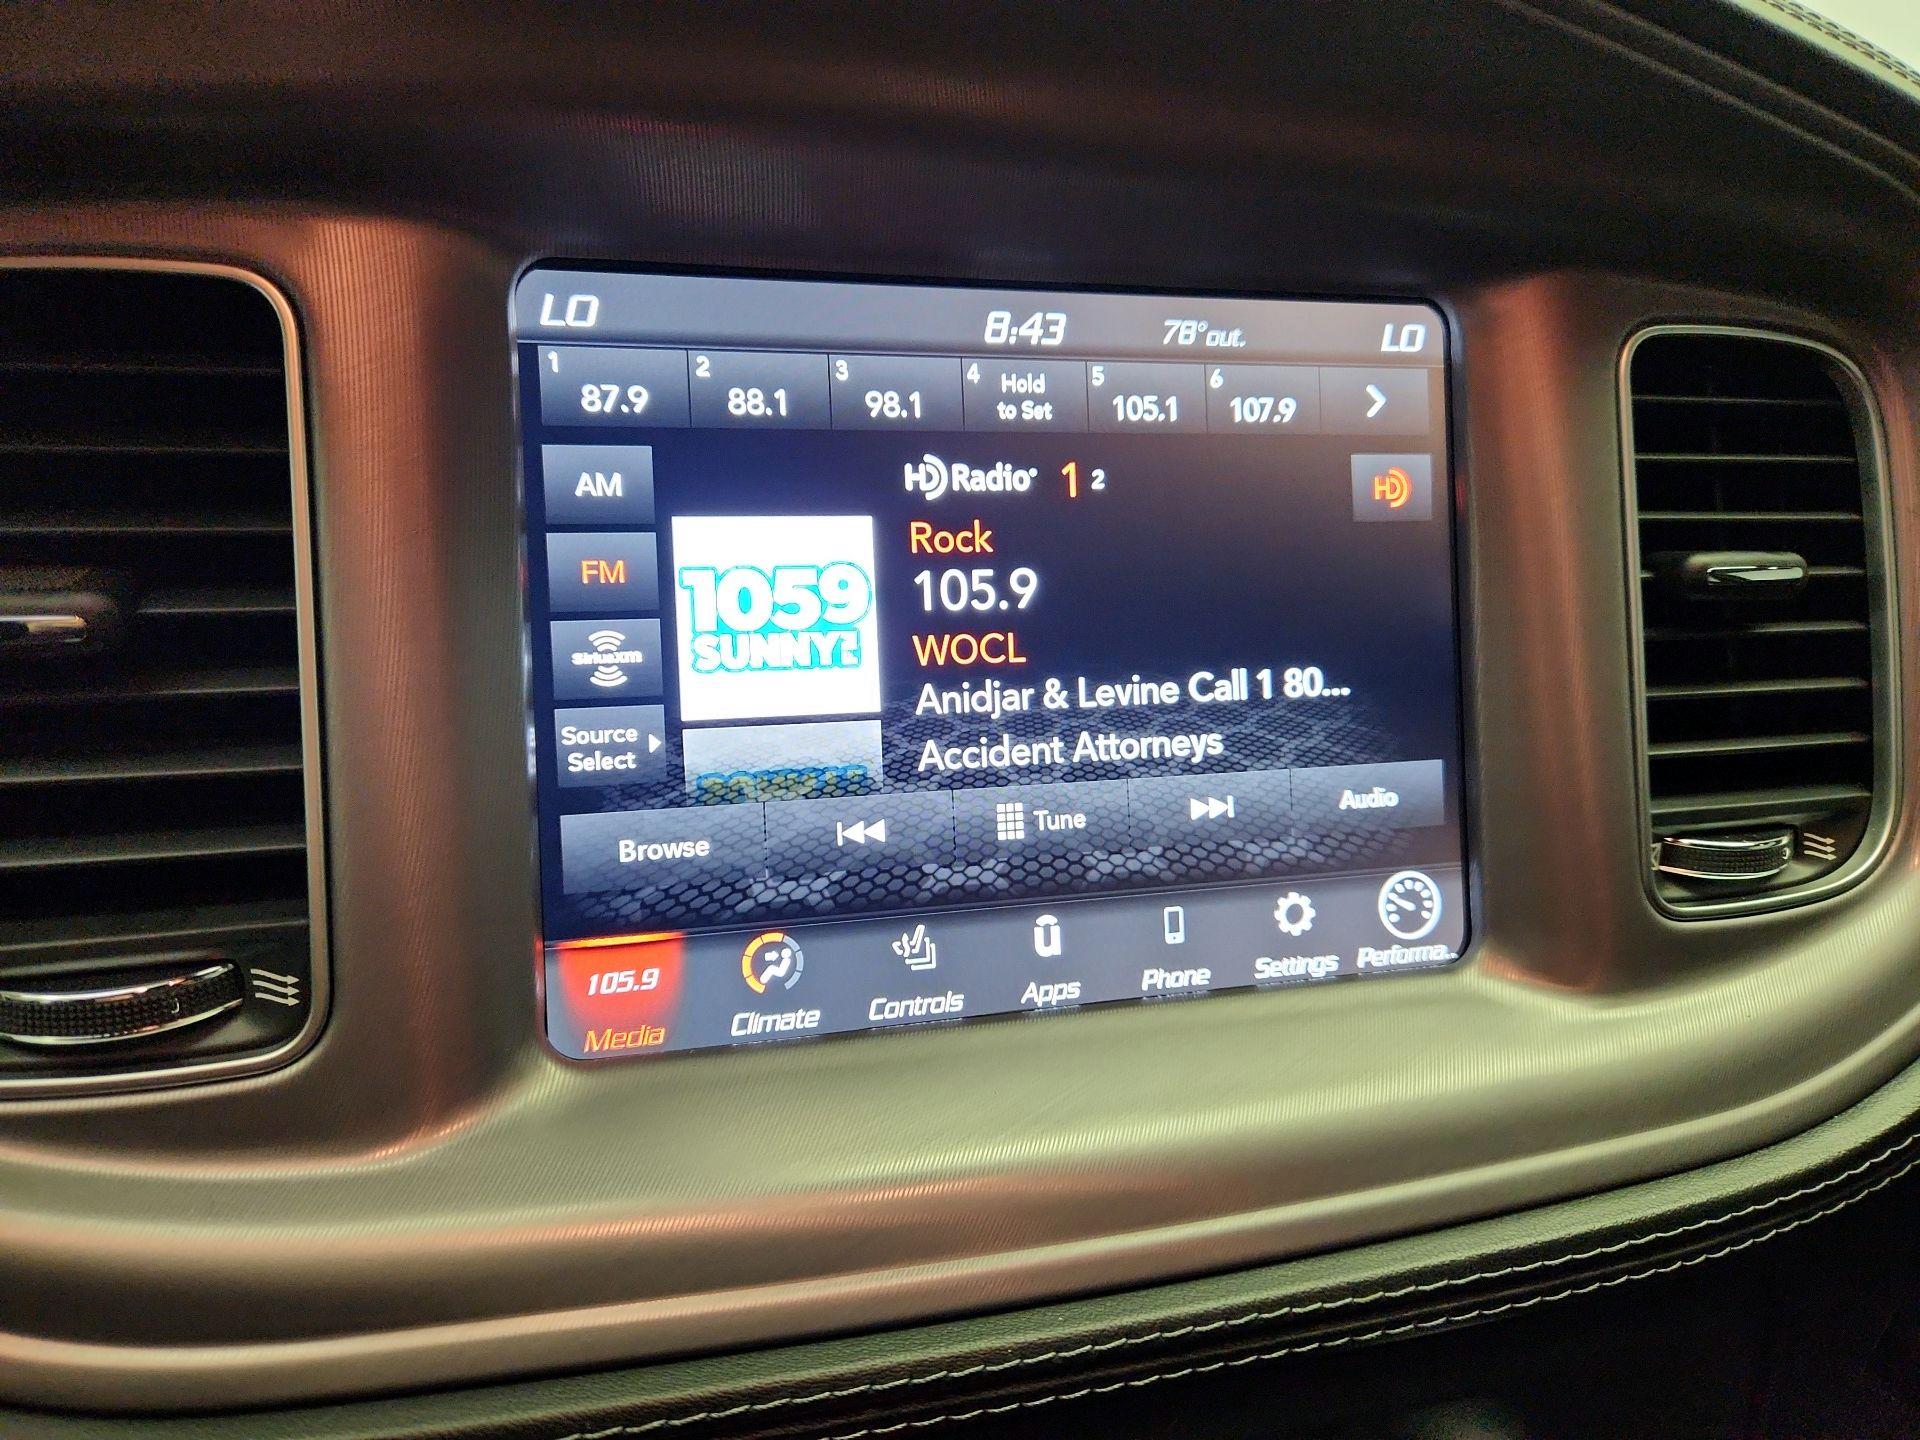 LO 8:43 78° out. LO
1 87.9 2 88.1 3 98.1 4 Hold to Set 5 105.1 6 107.9
AM
HD Radio 1 2
HD
Rock
FM
1059
SUNNY FM
105.9
WOCL
SiriusXM
Anidjar & Levine Call 1 80...
Source
Select
Accident Attorneys
Browse Tune Audio
105.9
Media Climate Controls Apps Phone Settings Performa..